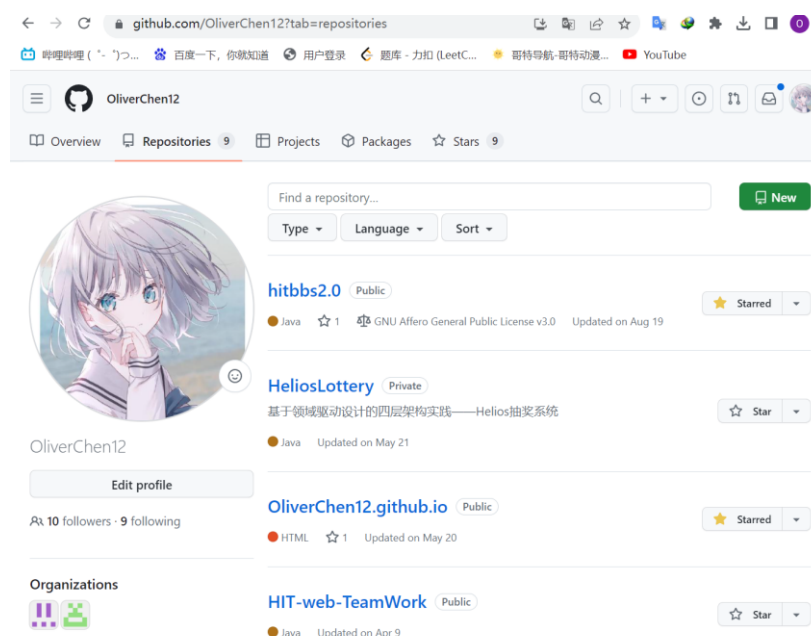 github.com/OliverChen12?tab=repositories
哔哩哔哩 ( ゜- ゜)つ... 百度一下，你就知道 用户登录 题库 - 力扣 (LeetC... 哥特导航-哥特动漫... YouTube
OliverChen12
Overview Repositories 9 Projects Packages Stars 9
Find a repository... New
Type Language Sort
hitbbs2.0 Public
Starred
Java 1 GNU Affero General Public License v3.0 Updated on Aug 19
HeliosLottery Private
基于领域驱动设计的四层架构实践——Helios抽奖系统
Star
Java Updated on May 21
OliverChen12
Edit profile
10 followers · 9 following
OliverChen12.github.io Public
Starred
HTML 1 Updated on May 20
Organizations
HIT-web-TeamWork Public
Star
Java Updated on Apr 9